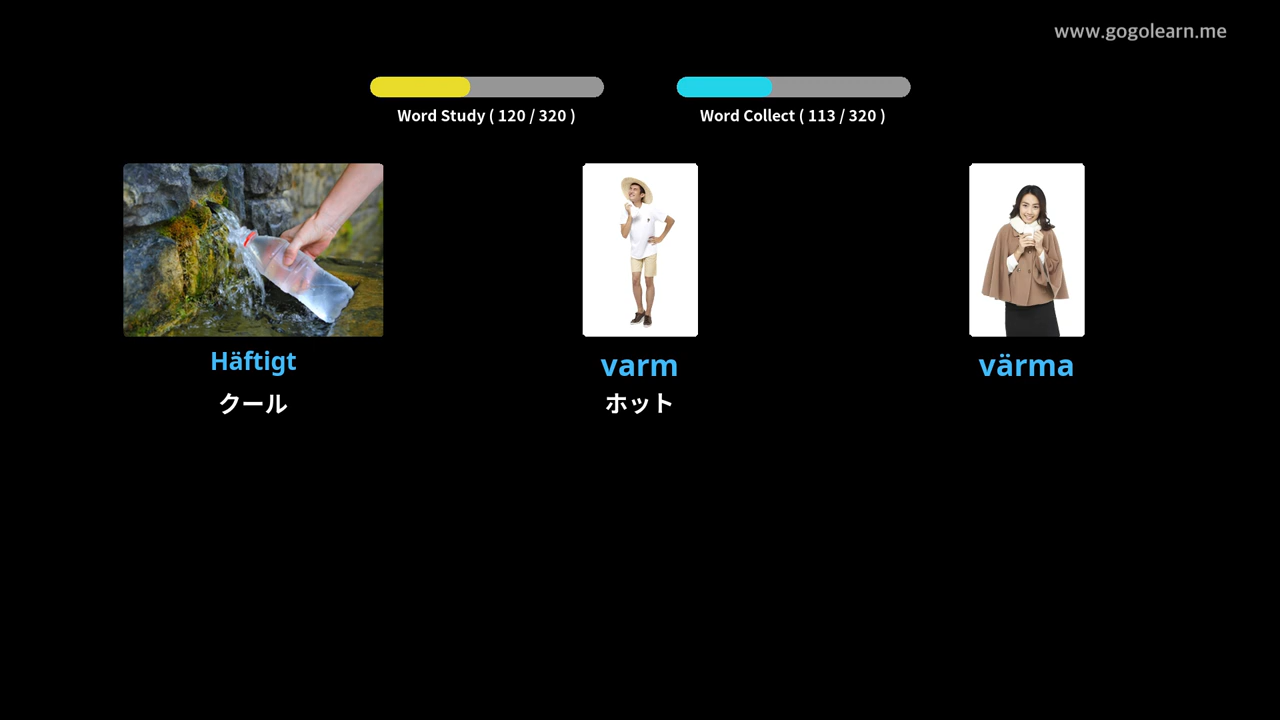 www.gogolearn.me
Word Study ( 120 / 320 )
Word Collect ( 113 / 320 )
Häftigt
varm
värma
クール
ホット